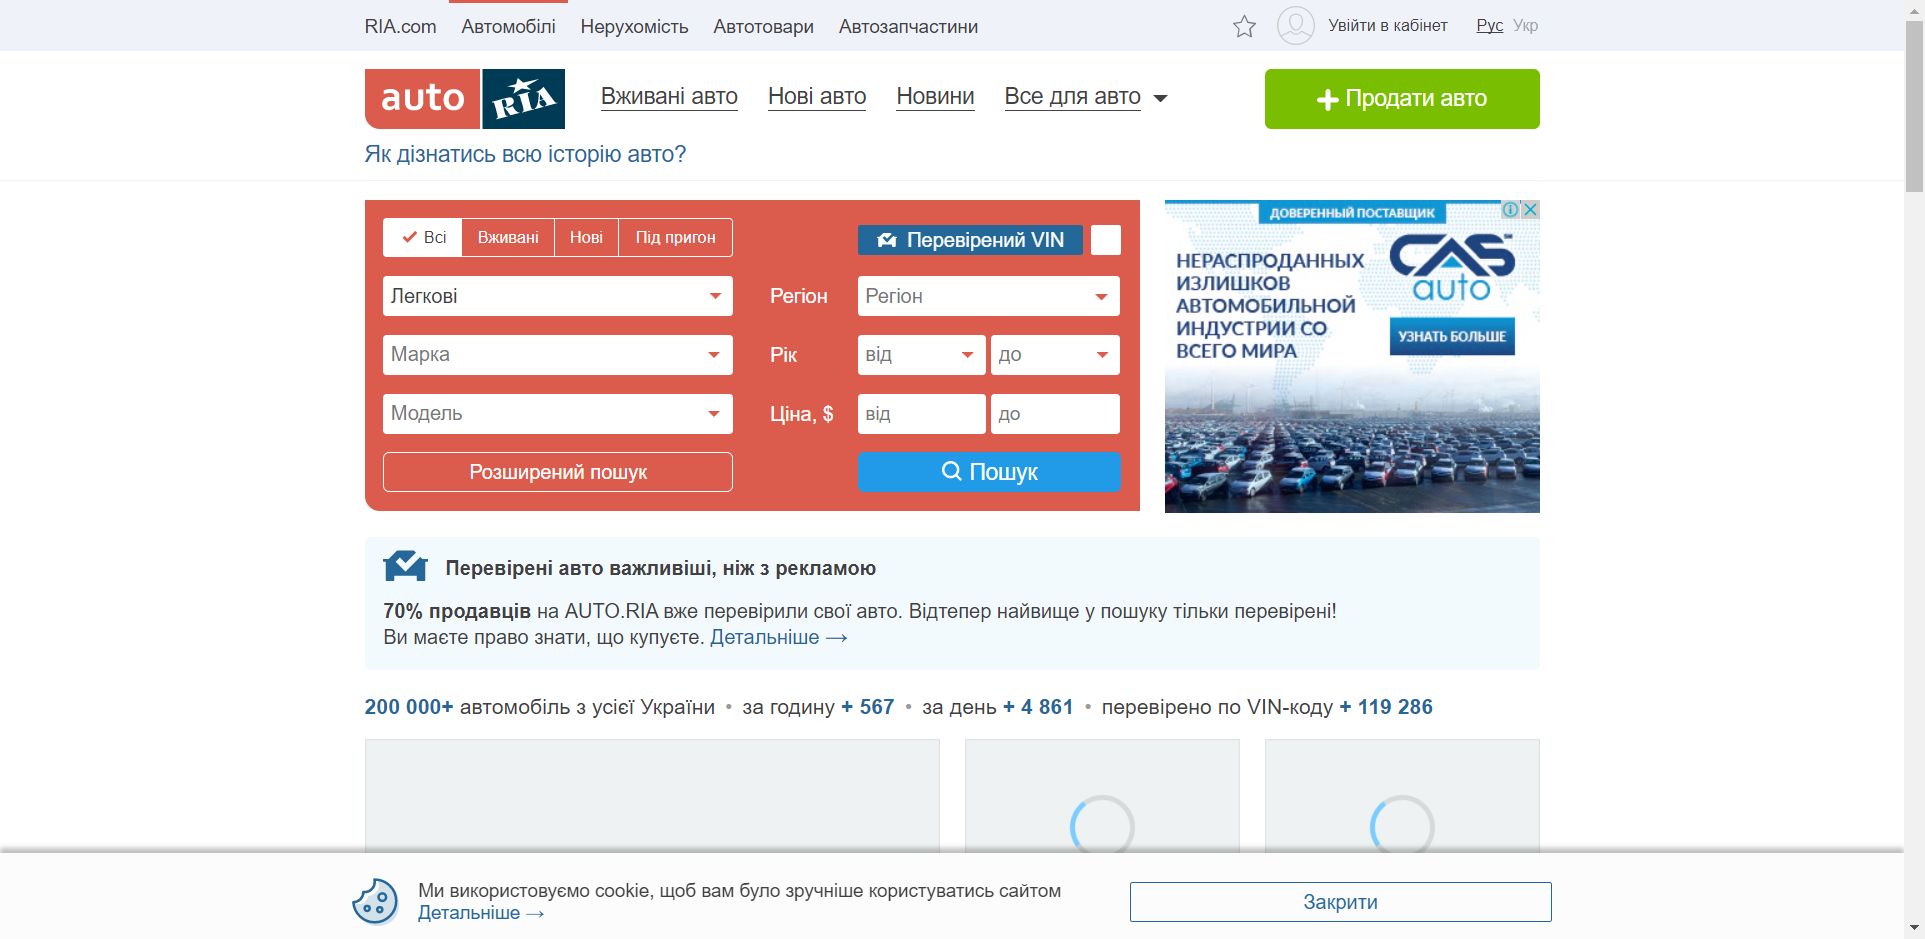 RIA.com Автомобілі Нерухомість Автотовари Автозапчастини Увійти в кабінет Рус Укр
auto RIA Вживані авто Нові авто Новини Все для авто Продати авто
Як дізнатись всю історію авто?
Всі Вживані Нові Під пригон Перевірений VIN
Легкові Регіон Регіон
Марка Рік від до
Модель Ціна, $ від до
Розширений пошук Пошук
ДОВЕРЕННЫЙ ПОСТАВЩИК
НЕРАСПРОДАННЫХ
ИЗЛИШКОВ
АВТОМОБИЛЬНОЙ
ИНДУСТРИИ СО
ВСЕГО МИРА
CAS
auto
УЗНАТЬ БОЛЬШЕ
Перевірені авто важливіші, ніж з рекламою
70% продавців на AUTO.RIA вже перевірили свої авто. Відтепер найвище у пошуку тільки перевірені!
Ви маєте право знати, що купуєте. Детальніше →
200 000+ автомобіль з усієї України • за годину + 567 • за день + 4 861 • перевірено по VIN-коду + 119 286
Ми використовуємо cookie, щоб вам було зручніше користуватись сайтом
Детальніше →
Закрити